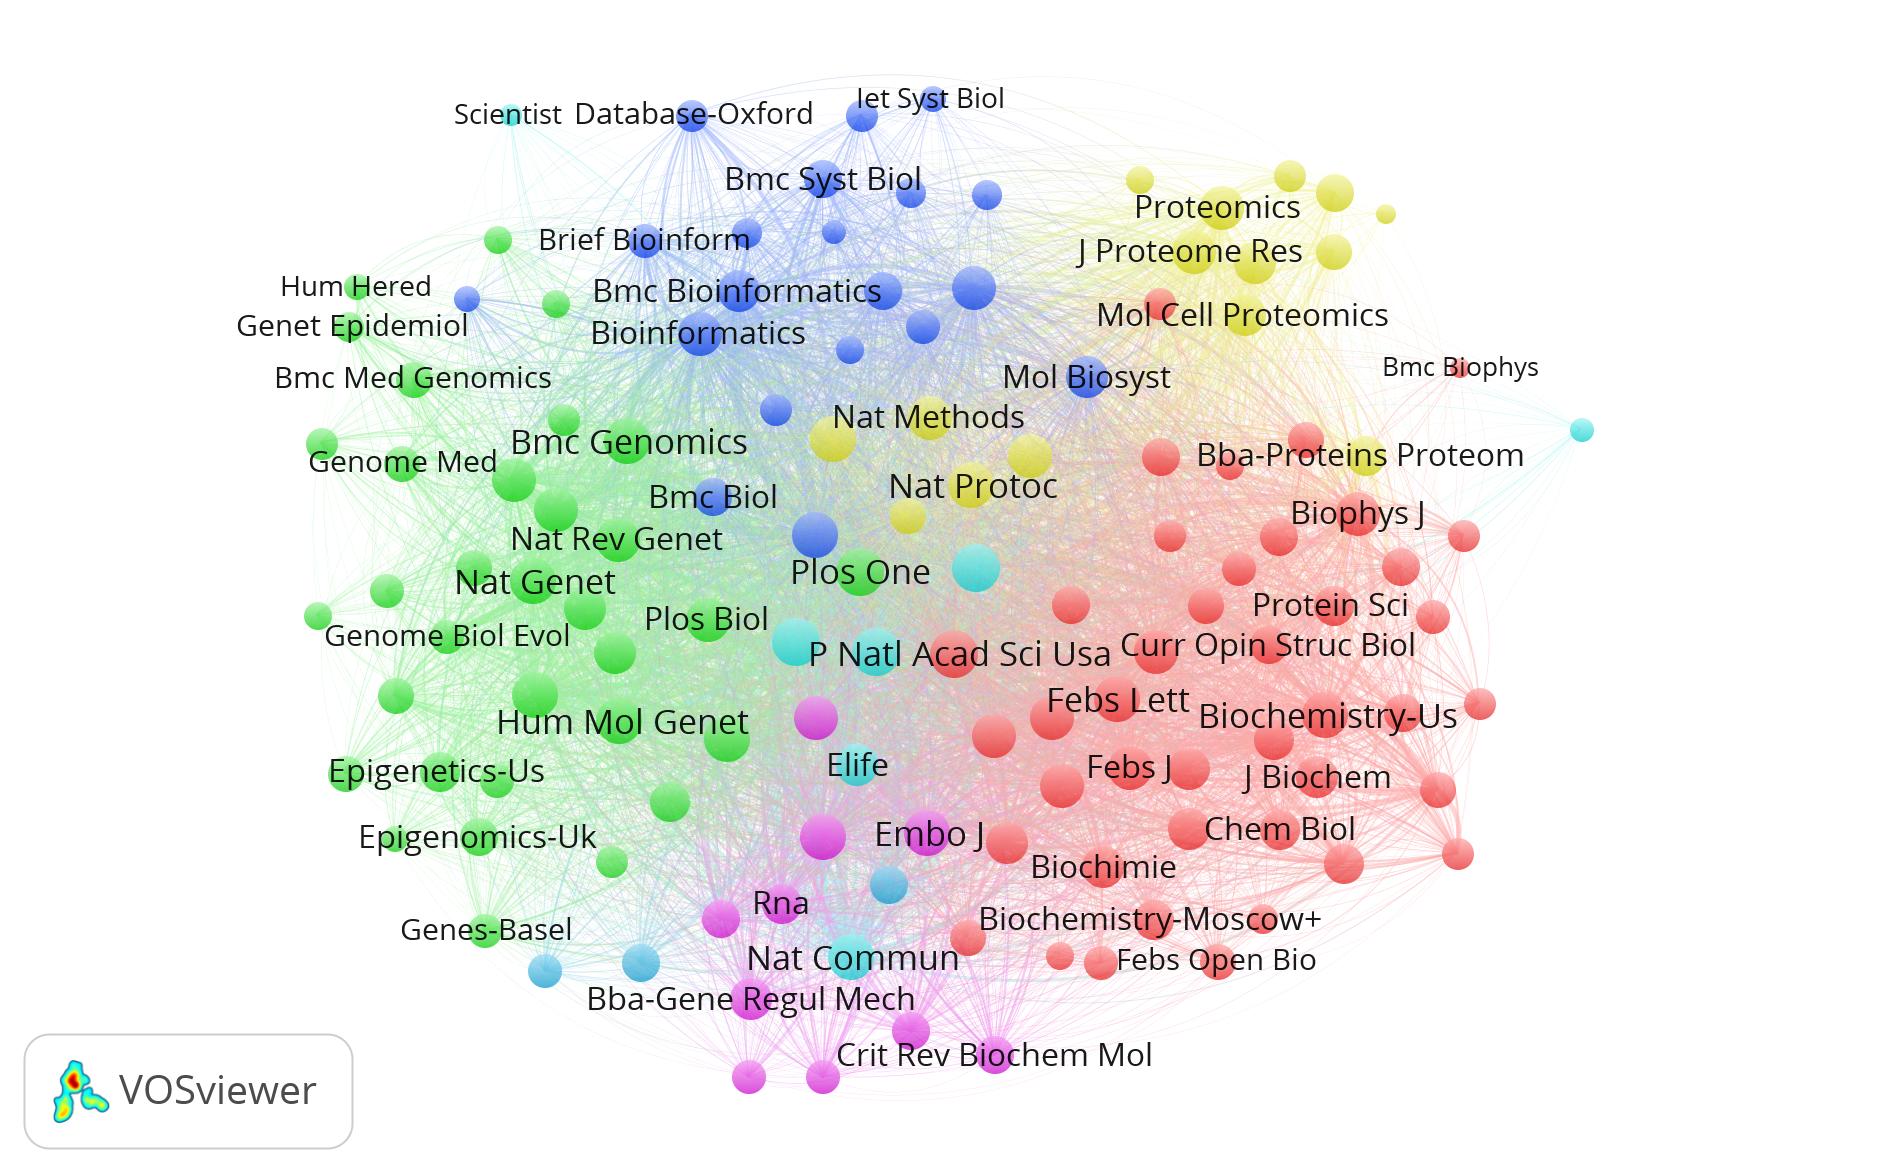 Iet Syst Biol
Scientist
Database-Oxford
Bmc Syst Biol
Proteomics
Brief Bioinform
J Proteome Res
Hum Hered
Bmc Bioinformatics
Genet Epidemiol
Bioinformatics
Mol Cell Proteomics
Bmc Biophys
Bmc Med Genomics
Mol Biosyst
Nat Methods
Bmc Genomics
Genome Med
Bba-Proteins Proteom
Nat Protoc
Bmc Biol
Biophys J
Nat Rev Genet
Plos One
Nat Genet
Protein Sci
Plos Biol
Genome Biol Evol
Curr Opin Struc Biol
P Natl Acad Sci Usa
Febs Lett
Biochemistry-Us
Hum Mol Genet
Elife
Febs J
Epigenetics-Us
J Biochem
Chem Biol
Embo J
Epigenomics-Uk
Biochimie
Rna
Biochemistry-Moscow+
Genes-Basel
Nat Commun
Febs Open Bio
Bba-Gene Regul Mech
Crit Rev Biochem Mol
VOSviewer